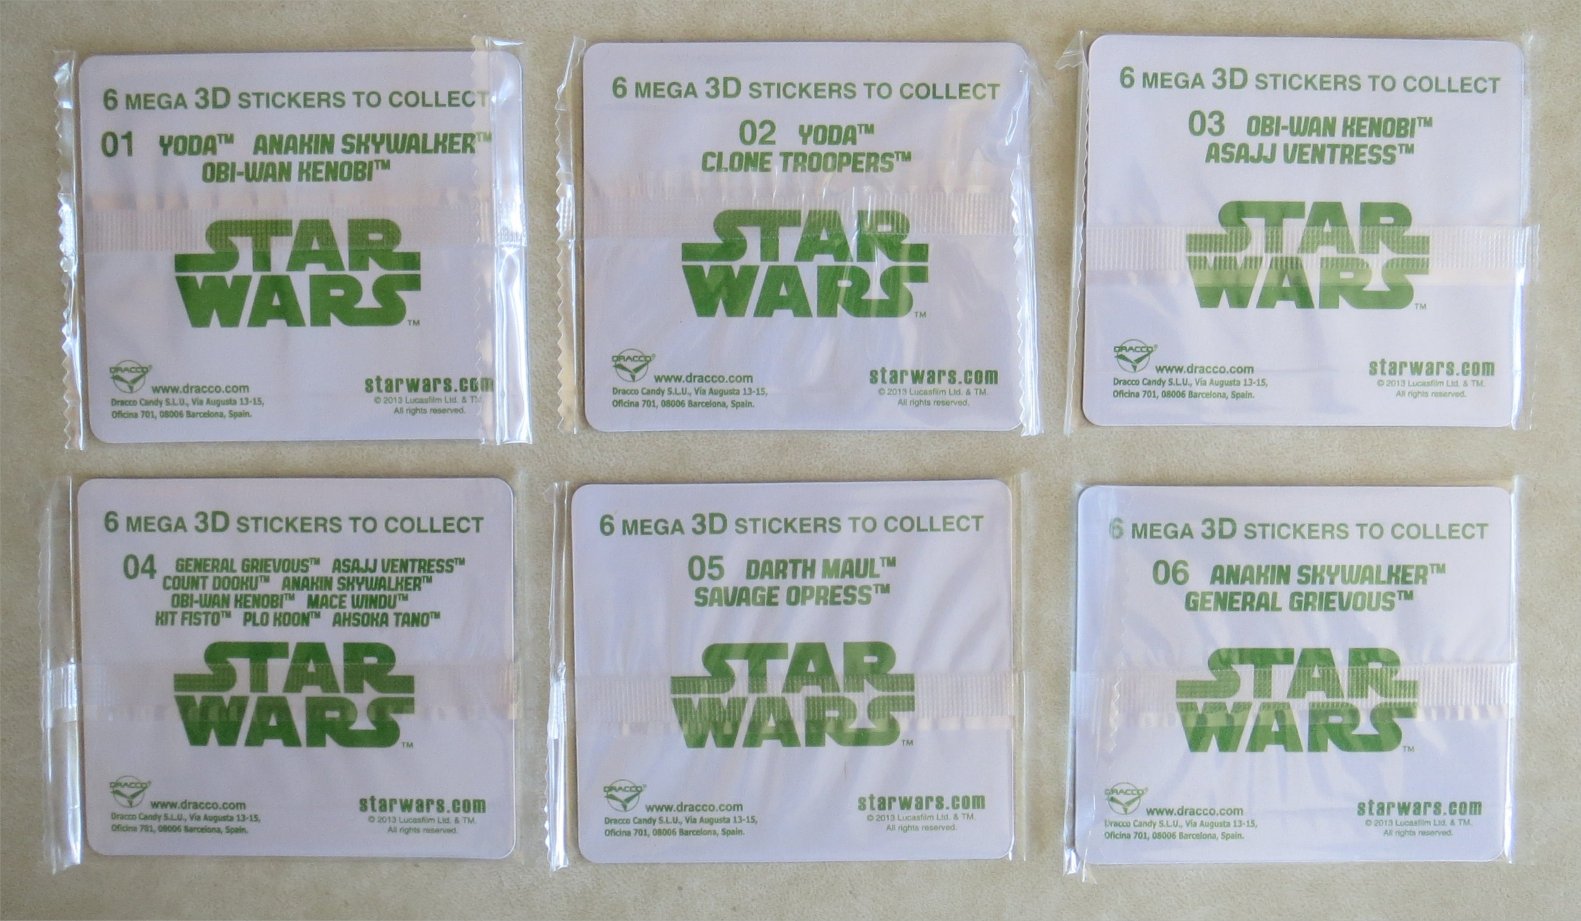 6 MEGA 3D STICKERS TO COLLECT
01 YODA™ ANAKIN SKYWALKER™
OBI-WAN KENOBI™
STAR
WARS™
DRACCO®
www.dracco.com
Dracco Candy S.L.U., Vía Augusta 13-15,
Oficina 701, 08006 Barcelona, Spain.
starwars.com
© 2013 Lucasfilm Ltd. & TM.
All rights reserved.
6 MEGA 3D STICKERS TO COLLECT
02 YODA™
CLONE TROOPERS™
STAR
WARS™
DRACCO®
www.dracco.com
Dracco Candy S.L.U., Vía Augusta 13-15,
Oficina 701, 08006 Barcelona, Spain.
starwars.com
© 2013 Lucasfilm Ltd. & TM.
All rights reserved.
6 MEGA 3D STICKERS TO COLLECT
03 OBI-WAN KENOBI™
ASAJJ VENTRESS™
STAR
WARS™
DRACCO®
www.dracco.com
Dracco Candy S.L.U., Vía Augusta 13-15,
Oficina 701, 08006 Barcelona, Spain.
starwars.com
© 2013 Lucasfilm Ltd. & TM.
All rights reserved.
6 MEGA 3D STICKERS TO COLLECT
04 GENERAL GRIEVOUS™ ASAJJ VENTRESS™
COUNT DOOKU™ ANAKIN SKYWALKER™
OBI-WAN KENOBI™ MACE WINDU™
KIT FISTO™ PLO KOON™ AHSOKA TANO™
STAR
WARS™
DRACCO®
www.dracco.com
Dracco Candy S.L.U., Vía Augusta 13-15,
Oficina 701, 08006 Barcelona, Spain.
starwars.com
© 2013 Lucasfilm Ltd. & TM.
All rights reserved.
6 MEGA 3D STICKERS TO COLLECT
05 DARTH MAUL™
SAVAGE OPRESS™
STAR
WARS™
DRACCO®
www.dracco.com
Dracco Candy S.L.U., Vía Augusta 13-15,
Oficina 701, 08006 Barcelona, Spain.
starwars.com
© 2013 Lucasfilm Ltd. & TM.
All rights reserved.
6 MEGA 3D STICKERS TO COLLECT
06 ANAKIN SKYWALKER™
GENERAL GRIEVOUS™
STAR
WARS™
DRACCO®
www.dracco.com
Dracco Candy S.L.U., Vía Augusta 13-15,
Oficina 701, 08006 Barcelona, Spain.
starwars.com
© 2013 Lucasfilm Ltd. & TM.
All rights reserved.